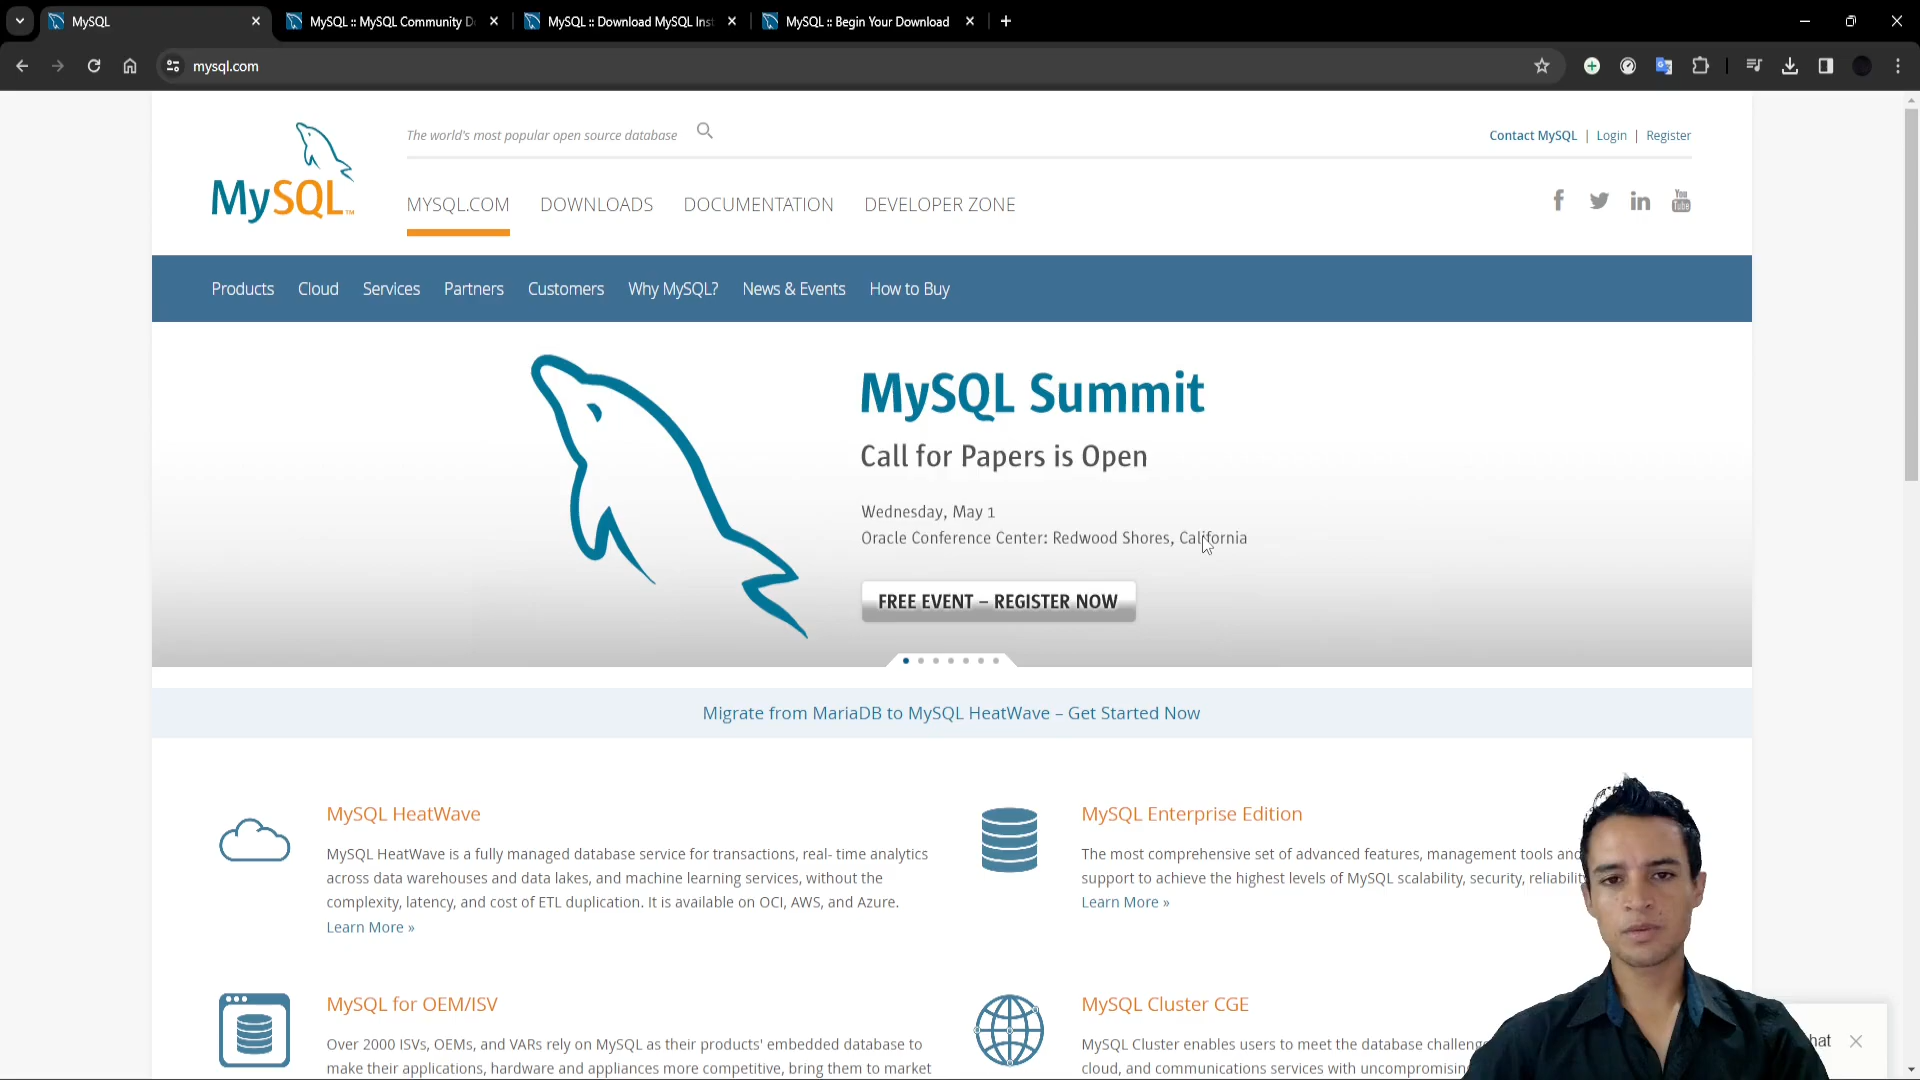 MySQL
MySQL :: MySQL Community D
MySQL :: Download MySQL Inst
MySQL :: Begin Your Download
mysql.com
The world's most popular open source database
Contact MySQL | Login | Register
MySQL™
MYSQL.COM DOWNLOADS DOCUMENTATION DEVELOPER ZONE
You Tube
Products Cloud Services Partners Customers Why MySQL? News & Events How to Buy
MySQL Summit
Call for Papers is Open
Wednesday, May 1
Oracle Conference Center: Redwood Shores, California
FREE EVENT – REGISTER NOW
Migrate from MariaDB to MySQL HeatWave – Get Started Now
MySQL HeatWave
MySQL HeatWave is a fully managed database service for transactions, real- time analytics
across data warehouses and data lakes, and machine learning services, without the
complexity, latency, and cost of ETL duplication. It is available on OCI, AWS, and Azure.
Learn More »
MySQL Enterprise Edition
The most comprehensive set of advanced features, management tools and
support to achieve the highest levels of MySQL scalability, security,
Learn More »
MySQL for OEM/ISV
Over 2000 ISVs, OEMs, and VARs rely on MySQL as their products' embedded database to
make their applications, hardware and appliances more competitive, bring them to market
MySQL Cluster CGE
MySQL Cluster enables users to meet the database
cloud, and communications services with
hat